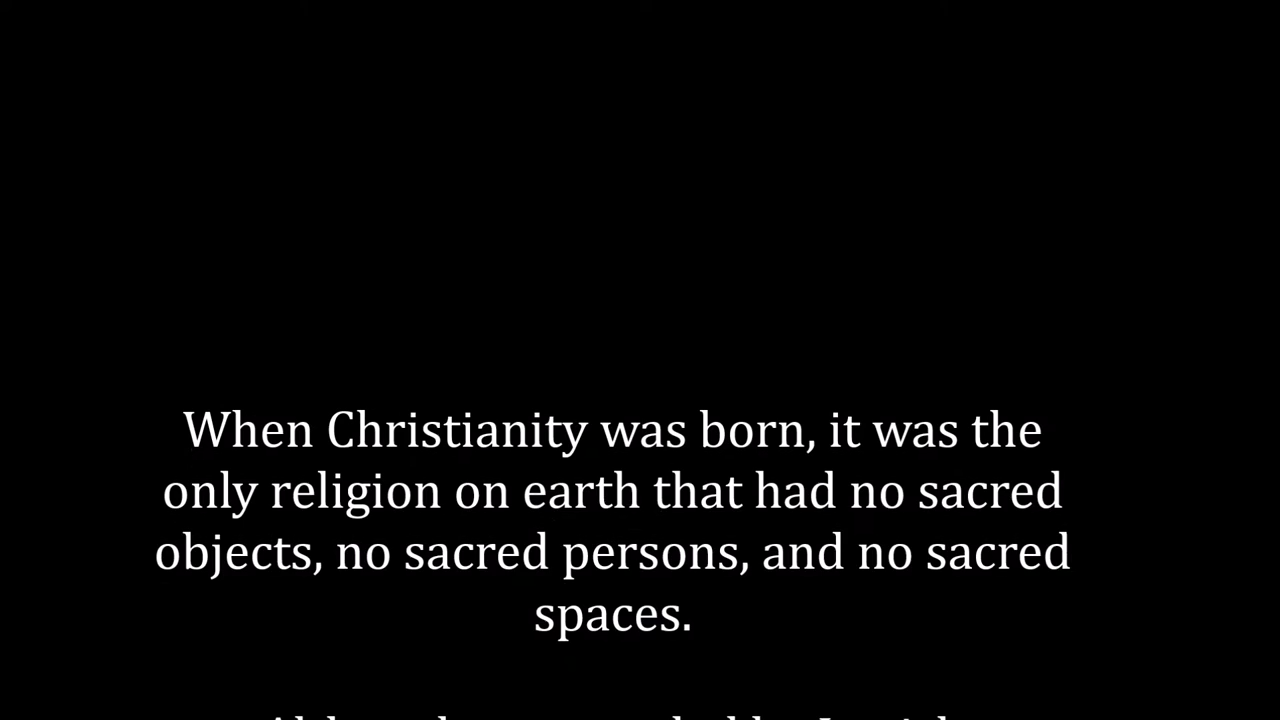 When Christianity was born, it was the
only religion on earth that had no sacred
objects, no sacred persons, and no sacred
spaces.